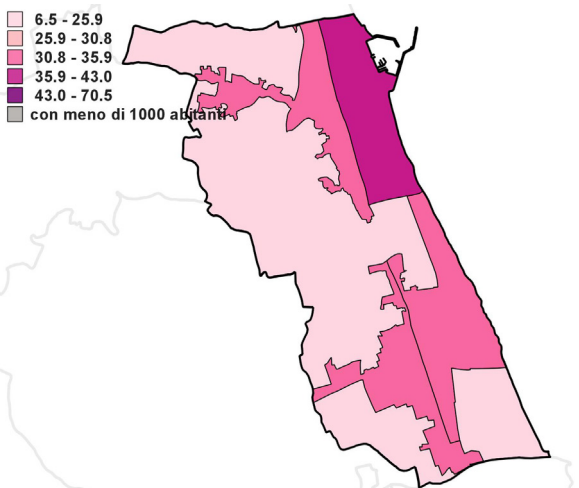 6.5 - 25.9
25.9 - 30.8
30.8 - 35.9
35.9 - 43.0
43.0 - 70.5
con meno di 1000 abitanti